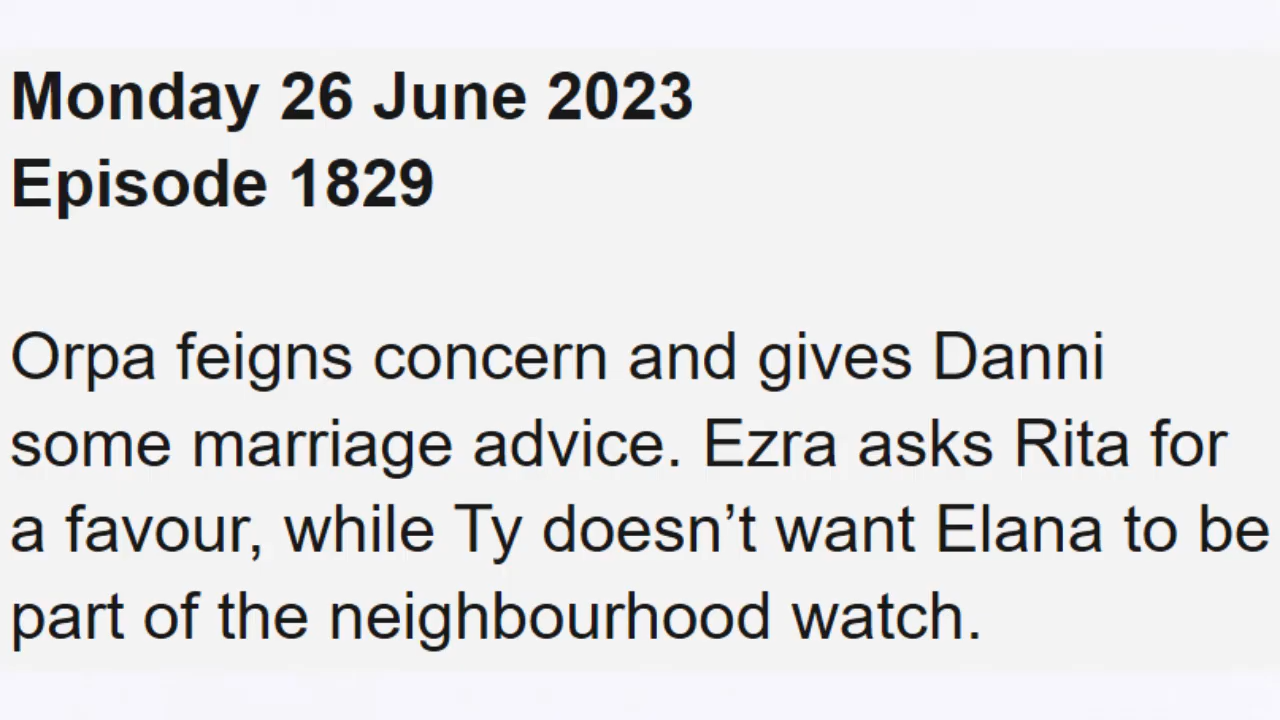 Monday 26 June 2023
Episode 1829
Orpa feigns concern and gives Danni
some marriage advice. Ezra asks Rita for
a favour, while Ty doesn’t want Elana to be
part of the neighbourhood watch.